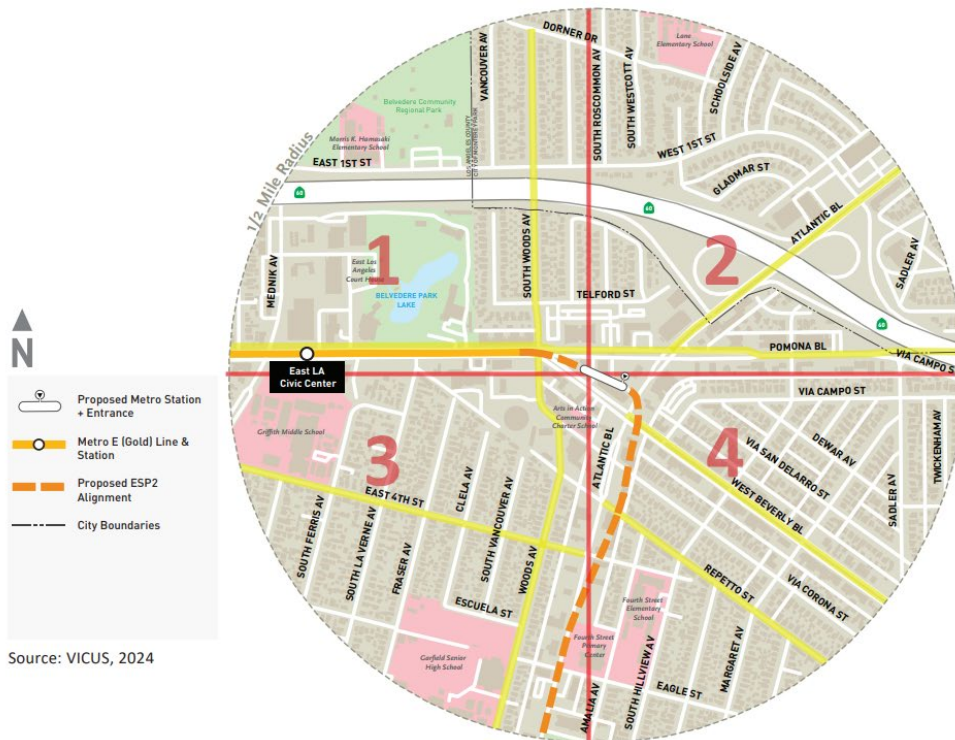 DORNER DR
Lane
Elementary School
VANCOUVER AV
SOUTH ROSCOMMON AV
SOUTH WESTCOTT AV
SCHOOLSIDE AV
Belvedere Community
Regional Park
LOS ANGELES COUNTY
CITY OF MONTEREY PARK
Morris K. Hamasaki
Elementary School
WEST 1ST ST
1/2 Mile Radius
EAST 1ST ST
GLADMAR ST
60
60
ATLANTIC BL
1
2
SOUTH WOODS AV
MEDNIK AV
East Los
Angeles
Court House
SADLER AV
BELVEDERE PARK
LAKE
TELFORD ST
60
N
POMONA BL
VIA CAMPO ST
East LA
Civic Center
VIA CAMPO ST
Proposed Metro Station
+ Entrance
Arts in Action
Community
Charter School
Griffith Middle School
Metro E (Gold) Line &
Station
3
4
ATLANTIC BL
DEWAR AV
TWICKENHAM AV
VIA SAN DELARRO ST
CLELA AV
EAST 4TH ST
WEST BEVERLY BL
Proposed ESP2
Alignment
SADLER AV
SOUTH VANCOUVER AV
City Boundaries
SOUTH FERRIS AV
SOUTH LA VERNE AV
FRASER AV
WOODS AV
REPETTO ST
VIA CORONA ST
ESCUELA ST
Fourth Street
Elementary
School
Source: VICUS, 2024
Garfield Senior
High School
Fourth Street
Primary
Center
SOUTH HILLVIEW AV
MARGARET AV
EAGLE ST
AMALIA AV